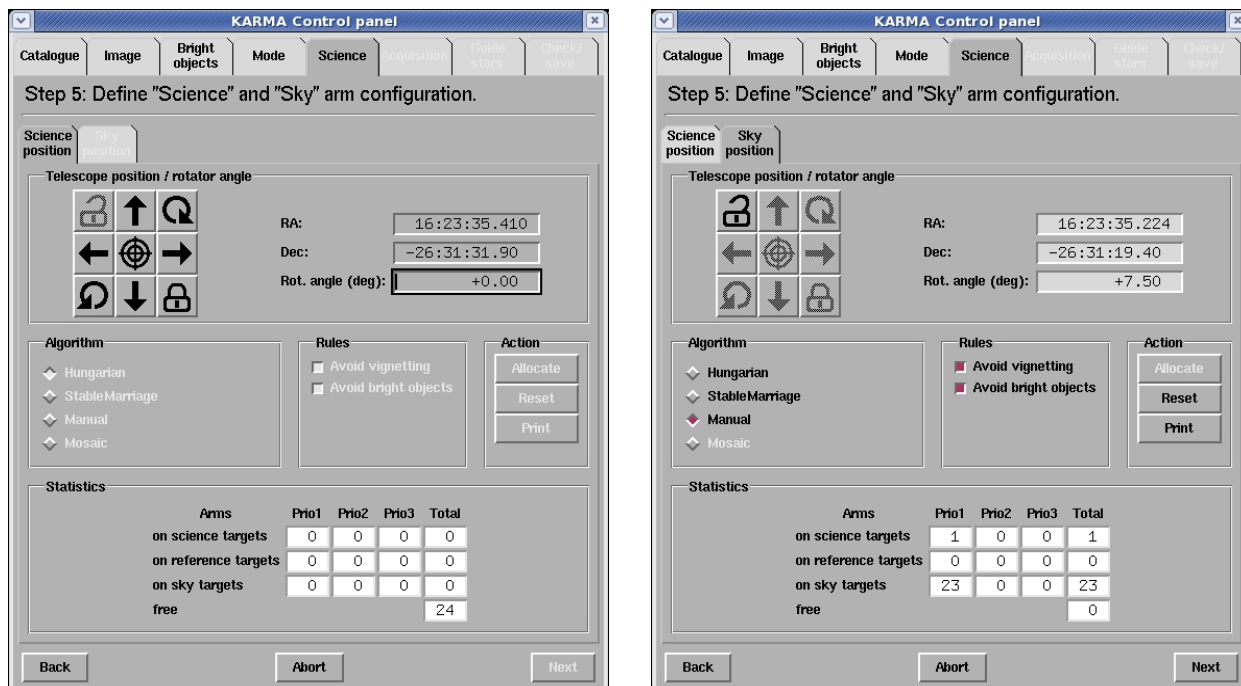 KARMA Control panel
Catalogue Image Bright objects Mode Science Acquisition Guide stars Check/ save
Step 5: Define "Science" and "Sky" arm configuration.
Science position Sky position
Telescope position / rotator angle
RA: 16:23:35.410
Dec: -26:31:31.90
Rot. angle (deg): +0.00
Algorithm Rules Action
Hungarian Avoid vignetting Allocate
StableMarriage Avoid bright objects Reset
Manual Print
Mosaic
Statistics
Arms Prio1 Prio2 Prio3 Total
on science targets 0 0 0 0
on reference targets 0 0 0 0
on sky targets 0 0 0 0
free 24
Back Abort Next
KARMA Control panel
Catalogue Image Bright objects Mode Science Acquisition Guide stars Check/ save
Step 5: Define "Science" and "Sky" arm configuration.
Science position Sky position
Telescope position / rotator angle
RA: 16:23:35.224
Dec: -26:31:19.40
Rot. angle (deg): +7.50
Algorithm Rules Action
Hungarian Avoid vignetting Allocate
StableMarriage Avoid bright objects Reset
Manual Print
Mosaic
Statistics
Arms Prio1 Prio2 Prio3 Total
on science targets 1 0 0 1
on reference targets 0 0 0 0
on sky targets 23 0 0 23
free 0
Back Abort Next